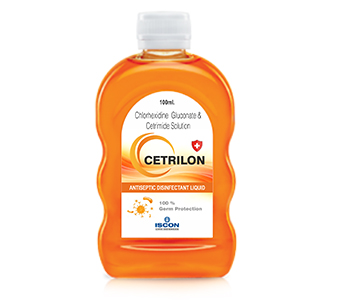 100ml.
Chlorhexidine Gluconate &
Cetrimide Solution
CETRILON
ANTISEPTIC DISINFECTANT LIQUID
100 %
Germ Protection
ISCON